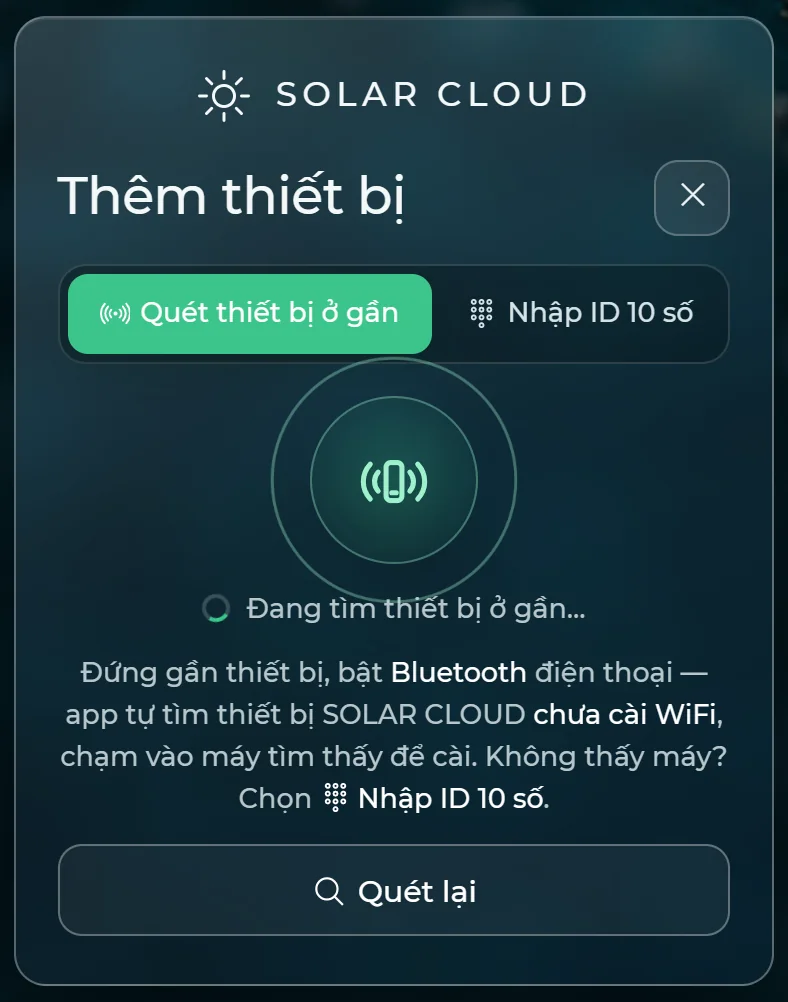 SOLAR CLOUD
Thêm thiết bị
Quét thiết bị ở gần
Nhập ID 10 số
Đang tìm thiết bị ở gần...
Đứng gần thiết bị, bật Bluetooth điện thoại —
app tự tìm thiết bị SOLAR CLOUD chưa cài WiFi,
chạm vào máy tìm thấy để cài. Không thấy máy?
Chọn Nhập ID 10 số.
Quét lại